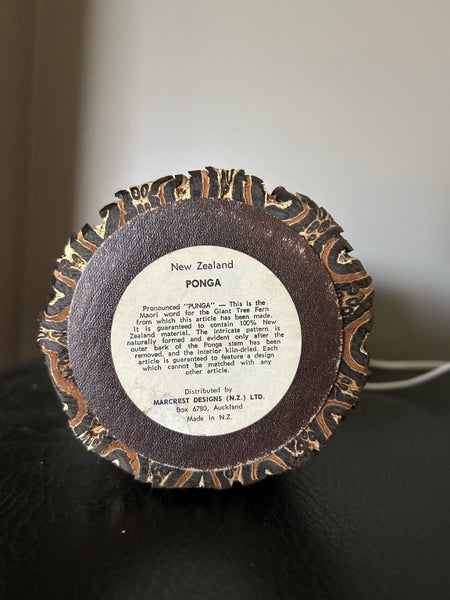 New Zealand
PONGA
Pronounced "PUNGA" — This is the
Maori word for the Giant Tree Fern
from which this article has been made.
It is guaranteed to contain 100% New
Zealand material. The intricate pattern is
naturally formed and evident only after the
outer bark of the Ponga stem has been
removed, and the interior kiln-dried. Each
article is guaranteed to feature a design
which cannot be matched with any
other article.
Distributed by
MARCREST DESIGNS (N.Z.) LTD.
Box 6780, Auckland
Made in N.Z.